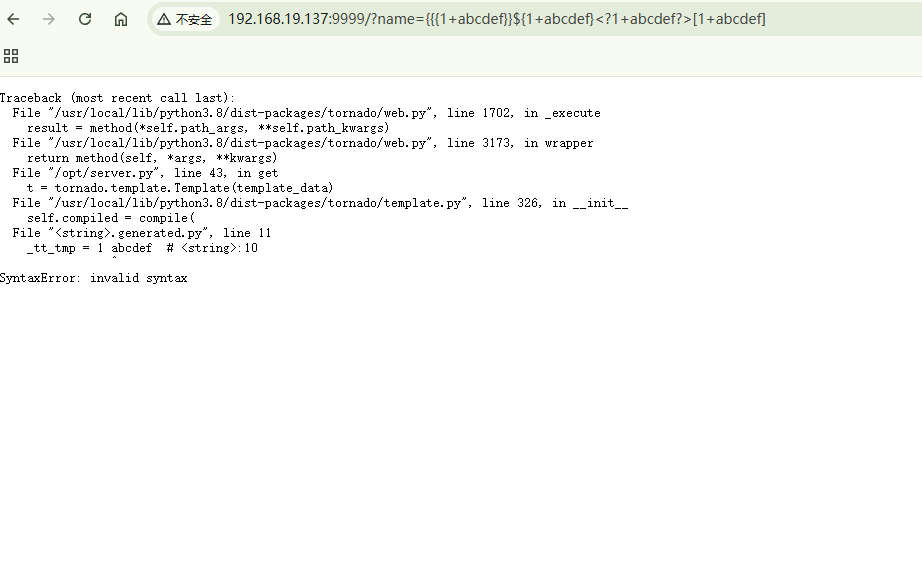 不安全 192.168.19.137:9999/?name={{{1+abcdef}}${1+abcdef}<?1+abcdef?>[1+abcdef]
Traceback (most recent call last):
  File "/usr/local/lib/python3.8/dist-packages/tornado/web.py", line 1702, in _execute
    result = method(*self.path_args, **self.path_kwargs)
  File "/usr/local/lib/python3.8/dist-packages/tornado/web.py", line 3173, in wrapper
    return method(self, *args, **kwargs)
  File "/opt/server.py", line 43, in get
    t = tornado.template.Template(template_data)
  File "/usr/local/lib/python3.8/dist-packages/tornado/template.py", line 326, in __init__
    self.compiled = compile(
  File "<string>.generated.py", line 11
    _tt_tmp = 1 abcdef  # <string>:10
                ^
SyntaxError: invalid syntax